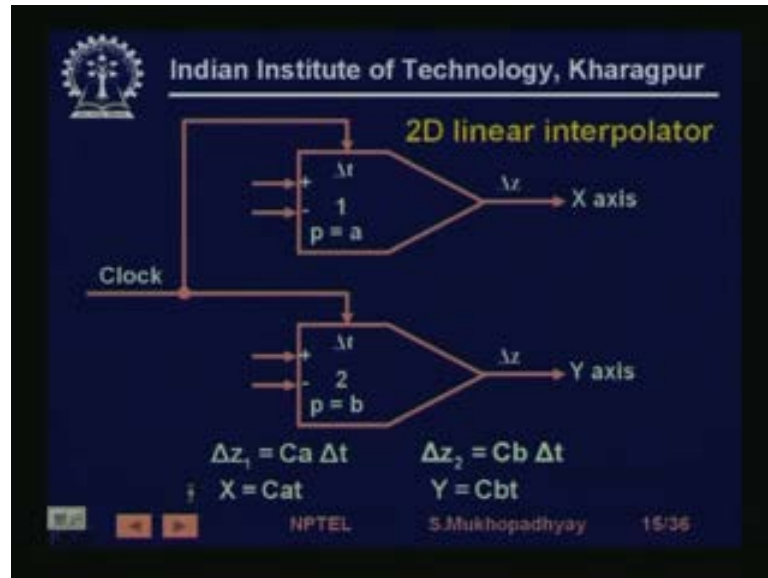 Indian Institute of Technology, Kharagpur
2D linear interpolator
Δt
+
Δz
X axis
-
1
p = a
Clock
Δt
+
Δz
Y axis
-
2
p = b
Δz₁ = Ca Δt
Δz₂ = Cb Δt
X = Cat
Y = Cbt
NPTEL
S.Mukhopadhyay
15/36